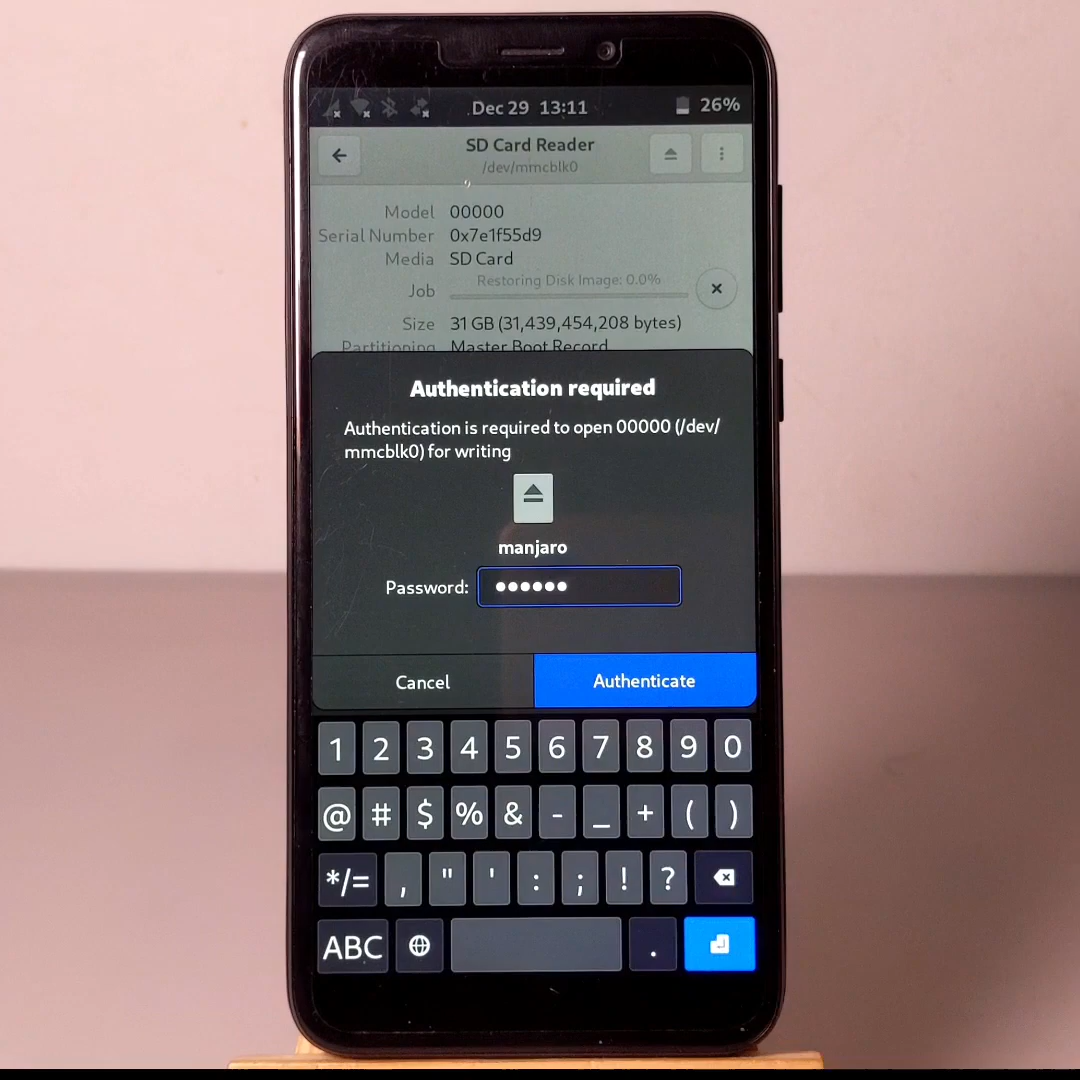 Dec 29 13:11
26%
SD Card Reader
/dev/mmcblk0
Model 00000
Serial Number 0x7e1f55d9
Media SD Card
Restoring Disk Image: 0.0%
Job
Size 31 GB (31,439,454,208 bytes)
Partitioning Master Boot Record
Authentication required
Authentication is required to open 00000 (/dev/
mmcblk0) for writing
manjaro
Password: ••••••
Cancel
Authenticate
1 2 3 4 5 6 7 8 9 0
@ # $ % & - _ + ( )
*/= , " ' : ; ! ?
ABC .